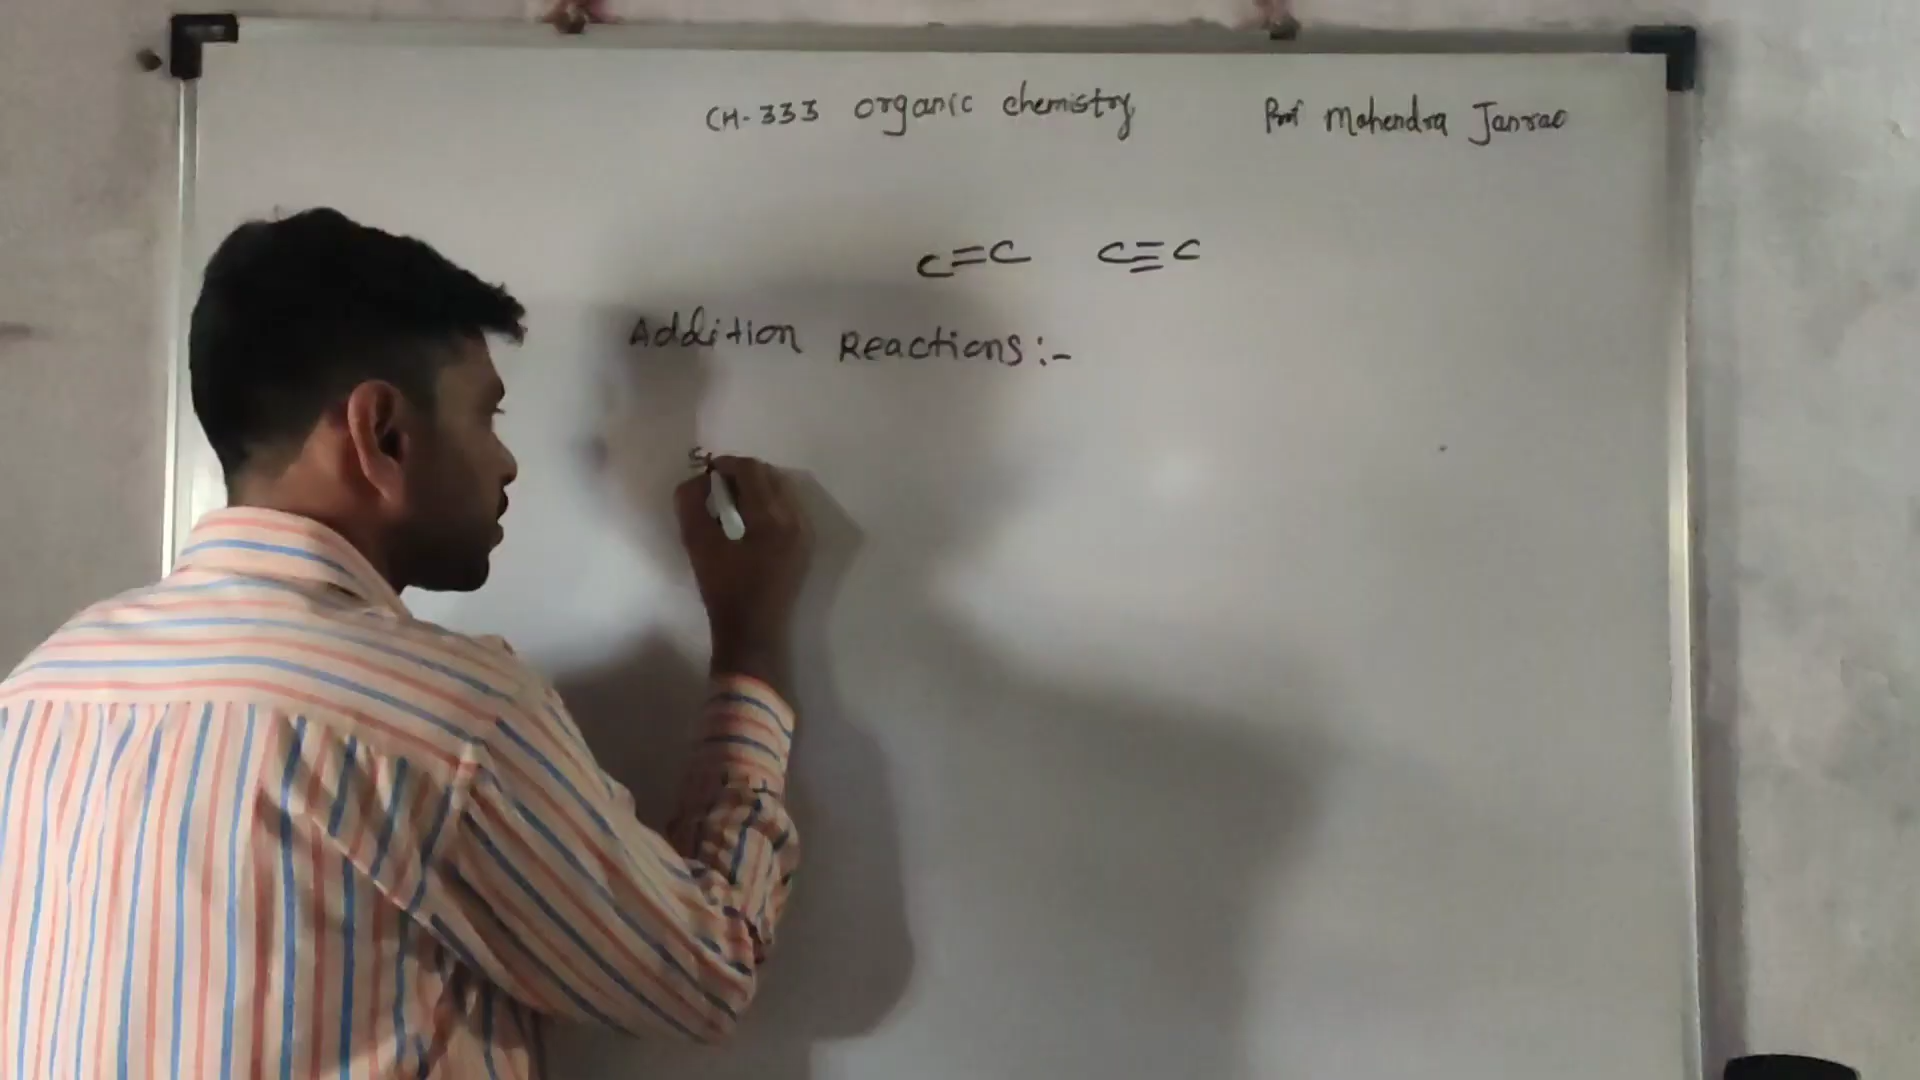 CH-333 organic chemistry Prof Mahendra Janrao
C=C C≡C
Addition Reactions:-